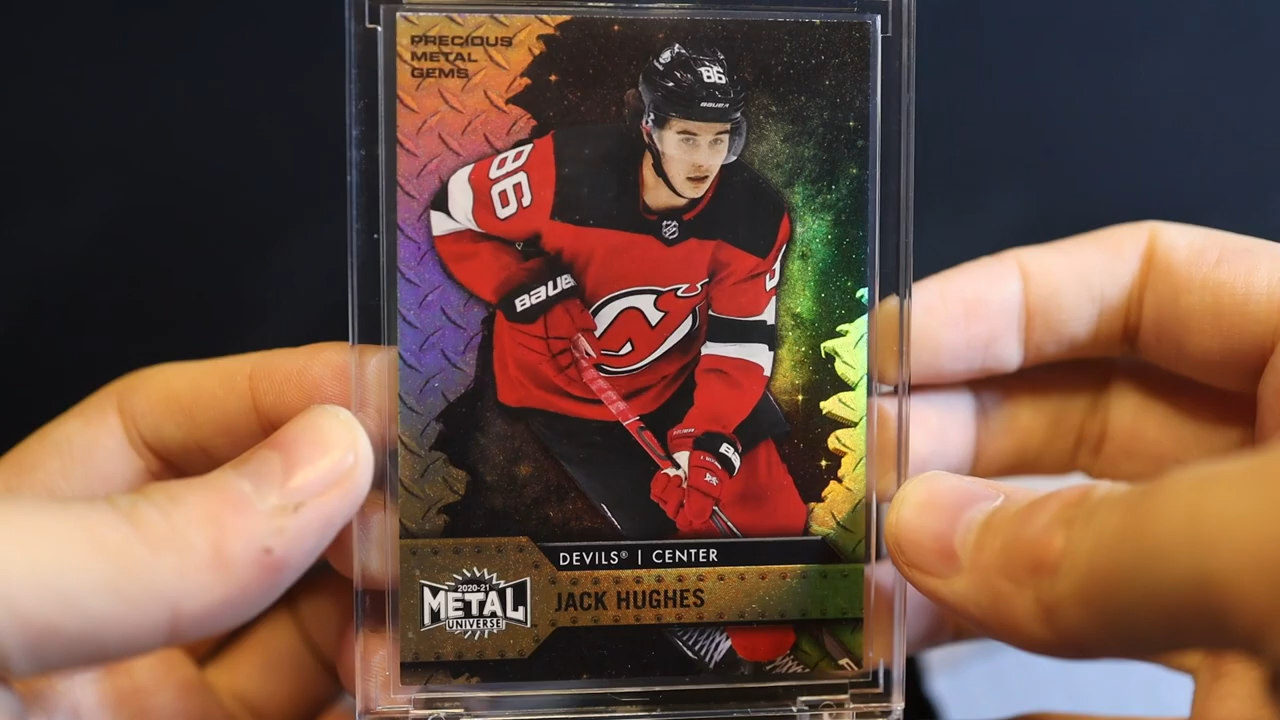 PRECIOUS
METAL
GEMS
86
BAUER
86
BAUER
DEVILS® | CENTER
2020-21
METAL
UNIVERSE
JACK HUGHES